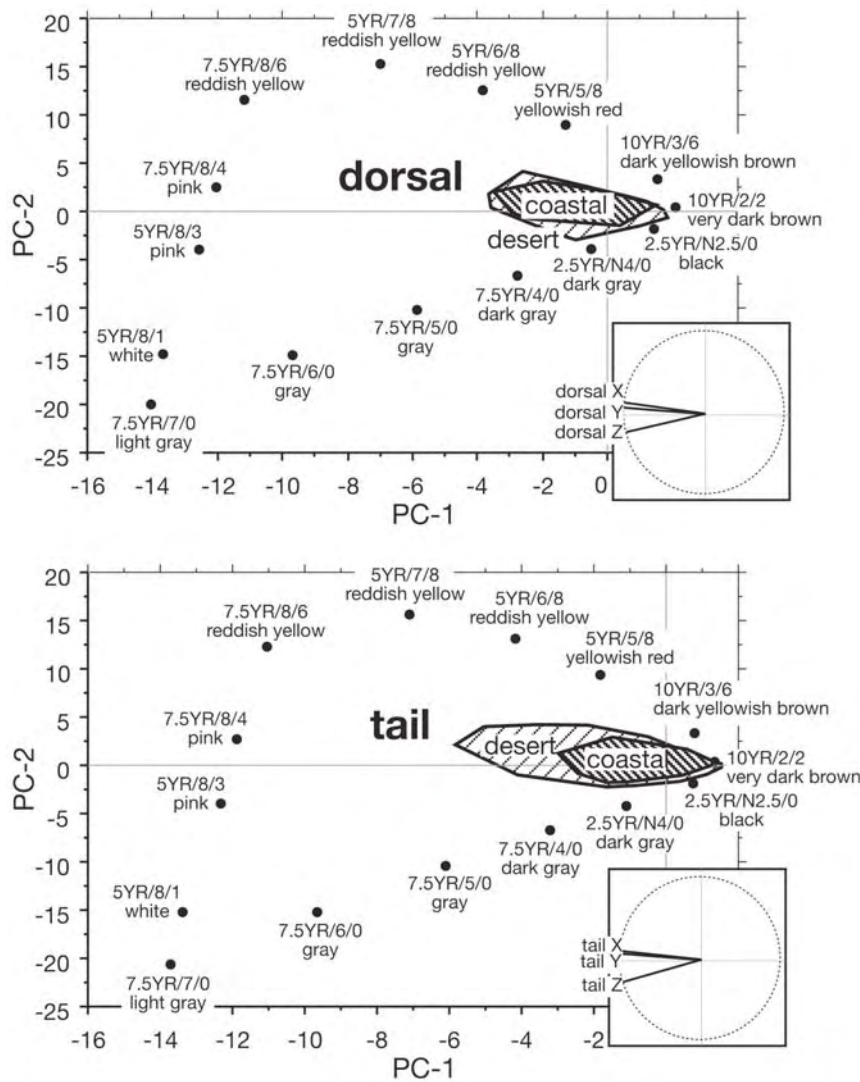 20
15
10
5
0
-5
-10
-15
-20
-25
PC-2
5YR/7/8
reddish yellow
7.5YR/8/6
reddish yellow
5YR/6/8
reddish yellow
5YR/5/8
yellowish red
10YR/3/6
dark yellowish brown
7.5YR/8/4
pink
dorsal
coastal
10YR/2/2
very dark brown
5YR/8/3
pink
desert
2.5YR/N2.5/0
black
2.5YR/N4/0
dark gray
7.5YR/4/0
dark gray
7.5YR/5/0
gray
5YR/8/1
white
7.5YR/6/0
gray
7.5YR/7/0
light gray
dorsal X
dorsal Y
dorsal Z
-16 -14 -12 -10 -8 -6 -4 -2 0
PC-1
20
15
10
5
0
-5
-10
-15
-20
-25
PC-2
5YR/7/8
reddish yellow
7.5YR/8/6
reddish yellow
5YR/6/8
reddish yellow
5YR/5/8
yellowish red
10YR/3/6
dark yellowish brown
7.5YR/8/4
pink
tail
desert
coastal
10YR/2/2
very dark brown
5YR/8/3
pink
2.5YR/N2.5/0
black
2.5YR/N4/0
dark gray
7.5YR/4/0
dark gray
7.5YR/5/0
gray
5YR/8/1
white
7.5YR/6/0
gray
7.5YR/7/0
light gray
tail X
tail Y
tail Z
-16 -14 -12 -10 -8 -6 -4 -2
PC-1